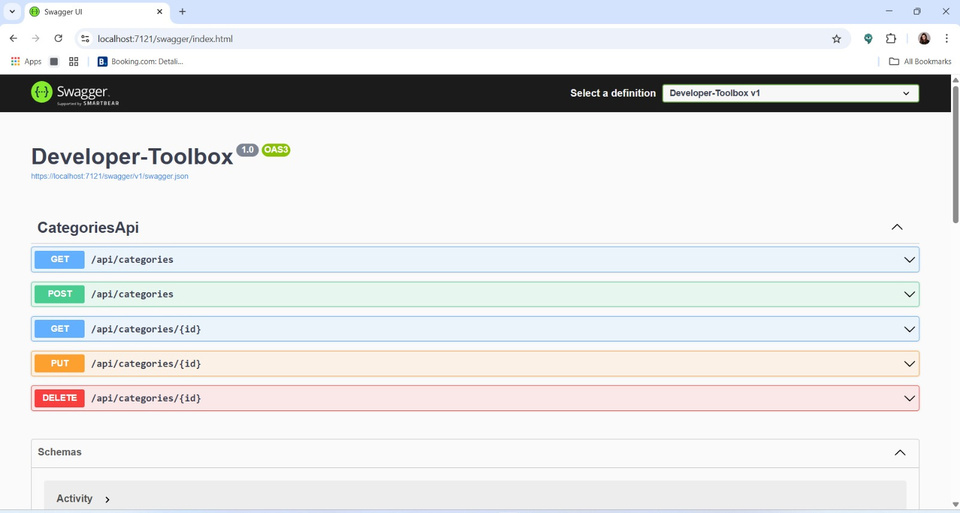 Swagger UI
localhost:7121/swagger/index.html
Apps
Booking.com: Detali...
All Bookmarks
Swagger.
Supported by SMARTBEAR
Select a definition
Developer-Toolbox v1
Developer-Toolbox 1.0 OAS3
https://localhost:7121/swagger/v1/swagger.json
CategoriesApi
GET /api/categories
POST /api/categories
GET /api/categories/{id}
PUT /api/categories/{id}
DELETE /api/categories/{id}
Schemas
Activity